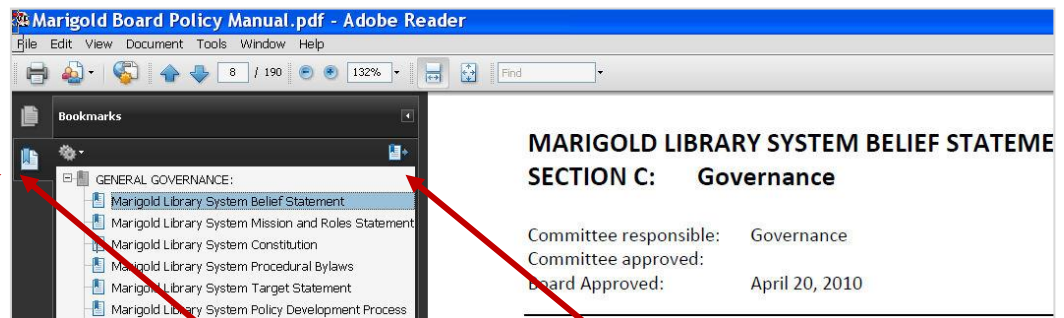 Marigold Board Policy Manual.pdf - Adobe Reader
File Edit View Document Tools Window Help
8 / 190 132% Find
Bookmarks
GENERAL GOVERNANCE:
Marigold Library System Belief Statement
Marigold Library System Mission and Roles Statement
Marigold Library System Constitution
Marigold Library System Procedural Bylaws
Marigold Library System Target Statement
Marigold Library System Policy Development Process
MARIGOLD LIBRARY SYSTEM BELIEF STATEME
SECTION C: Governance
Committee responsible: Governance
Committee approved:
Board Approved: April 20, 2010